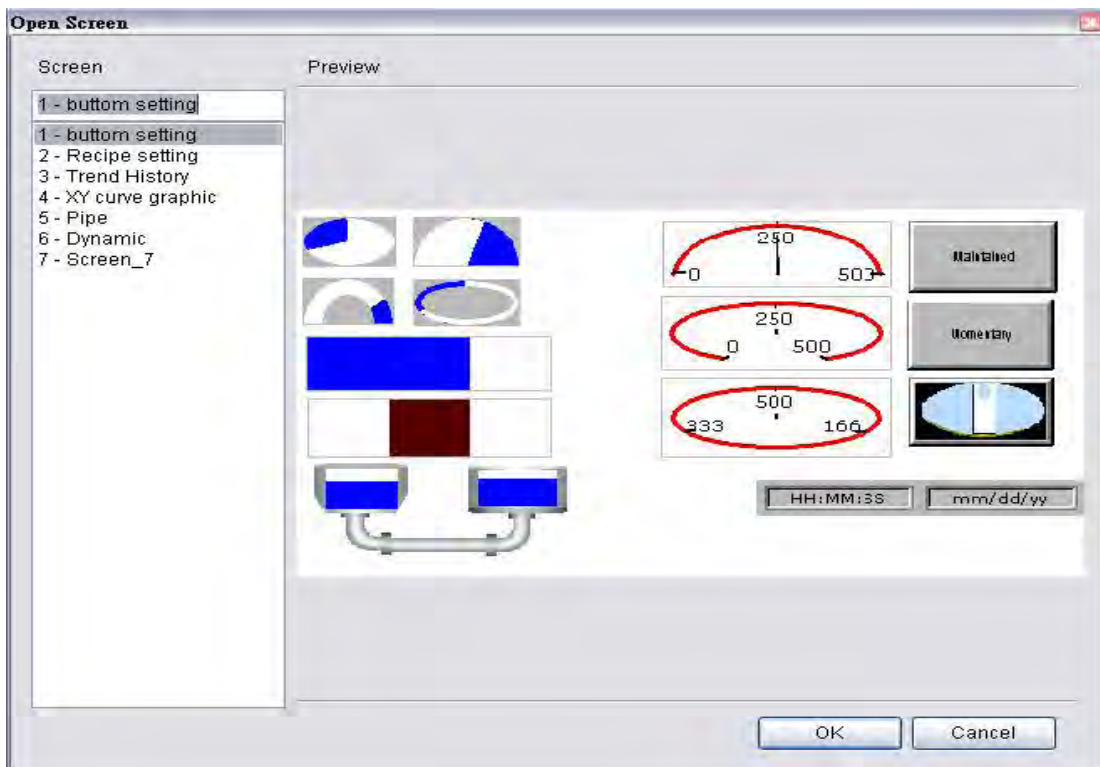 Open Screen
Screen
Preview
1 - buttom setting
1 - buttom setting
2 - Recipe setting
3 - Trend History
4 - XY curve graphic
5 - Pipe
6 - Dynamic
7 - Screen_7
250
0
500
Maintained
250
0
500
Momentary
500
333
166
HH:MM:SS
mm/dd/yy
OK
Cancel